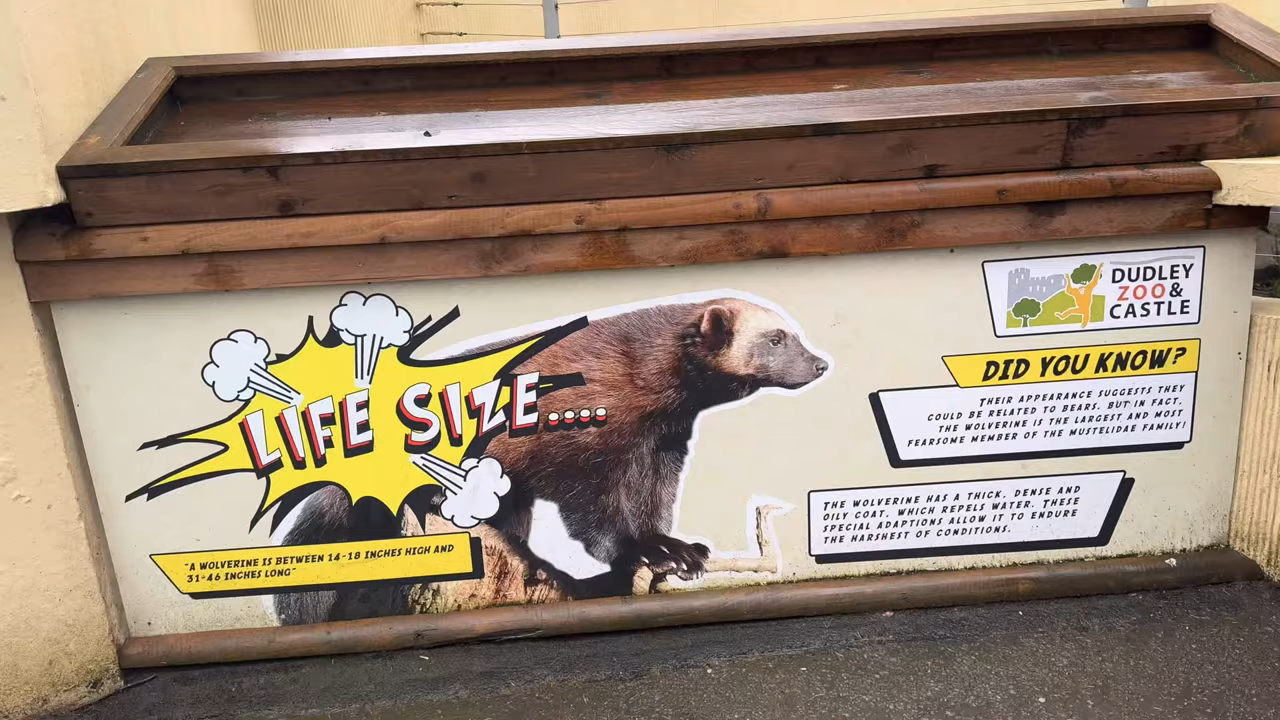 LIFE SIZE....
"A WOLVERINE IS BETWEEN 14-18 INCHES HIGH AND
31-46 INCHES LONG"
DUDLEY
ZOO&
CASTLE
DID YOU KNOW?
THEIR APPEARANCE SUGGESTS THEY
COULD BE RELATED TO BEARS. BUT IN FACT,
THE WOLVERINE IS THE LARGEST AND MOST
FEARSOME MEMBER OF THE MUSTELIDAE FAMILY!
THE WOLVERINE HAS A THICK, DENSE AND
OILY COAT, WHICH REPELS WATER. THESE
SPECIAL ADAPTIONS ALLOW IT TO ENDURE
THE HARSHEST OF CONDITIONS.